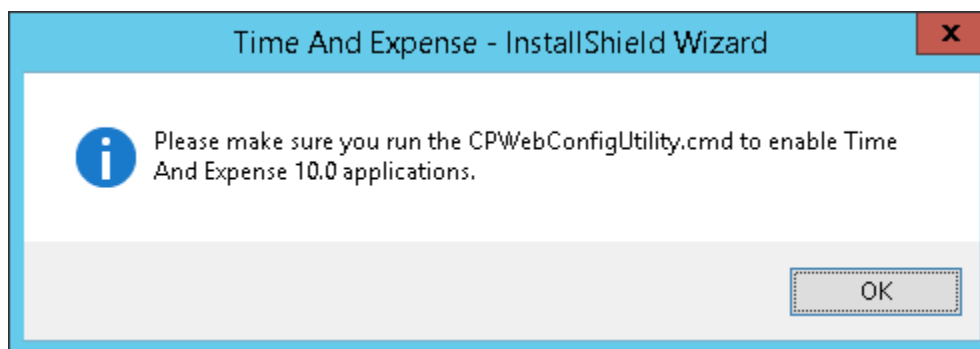 Time And Expense - InstallShield Wizard
x
Please make sure you run the CPWebConfigUtility.cmd to enable Time
And Expense 10.0 applications.
OK